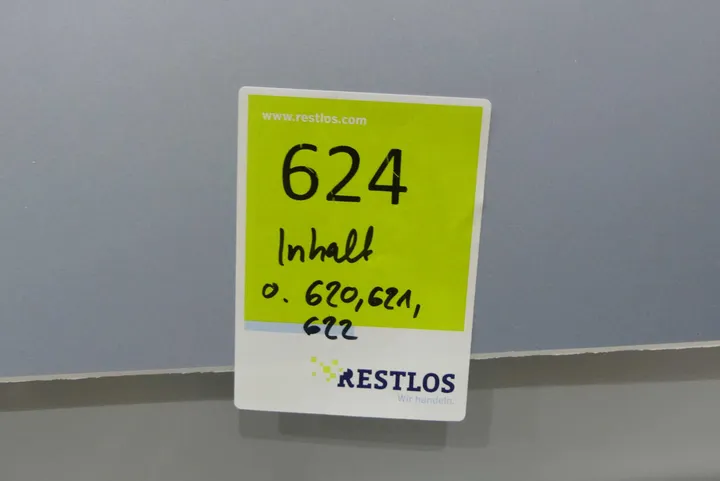 www.restlos.com
624
Inhalt
o. 620,621,
622
RESTLOS
Wir handeln.